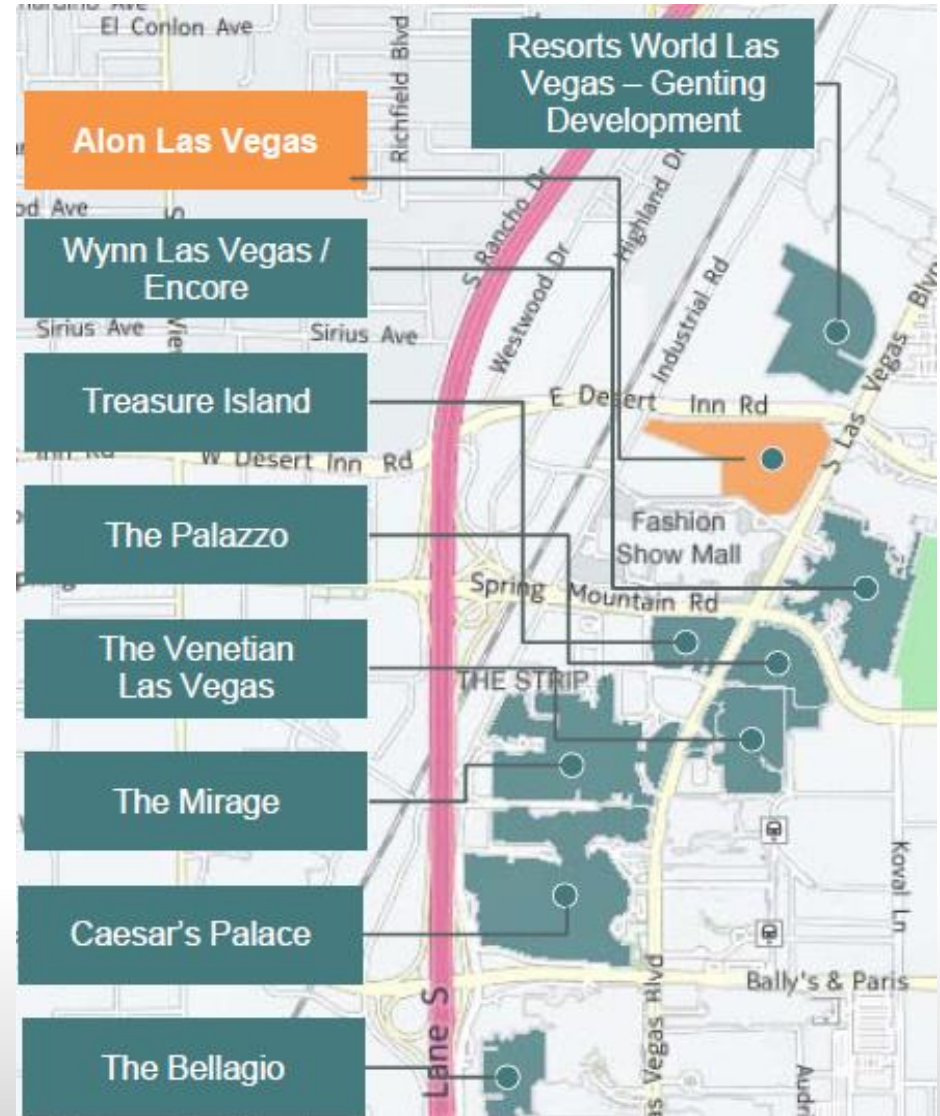 El Conlon Ave
Richfield Blvd
Resorts World Las
Vegas – Genting
Development
Alon Las Vegas
Ave
S Rancho Dr
Highland Dr
Wynn Las Vegas /
Encore
Sirius Ave
Sirius Ave
Westwood Dr
Industrial Rd
S Las Vegas Blvd
Treasure Island
E Desert Inn Rd
W Desert Inn Rd
The Palazzo
Fashion
Show Mall
Spring Mountain Rd
The Venetian
Las Vegas
THE STRIP
The Mirage
Koval Ln
Caesar's Palace
Bally's & Paris
Lane S
Vegas Blvd
The Bellagio